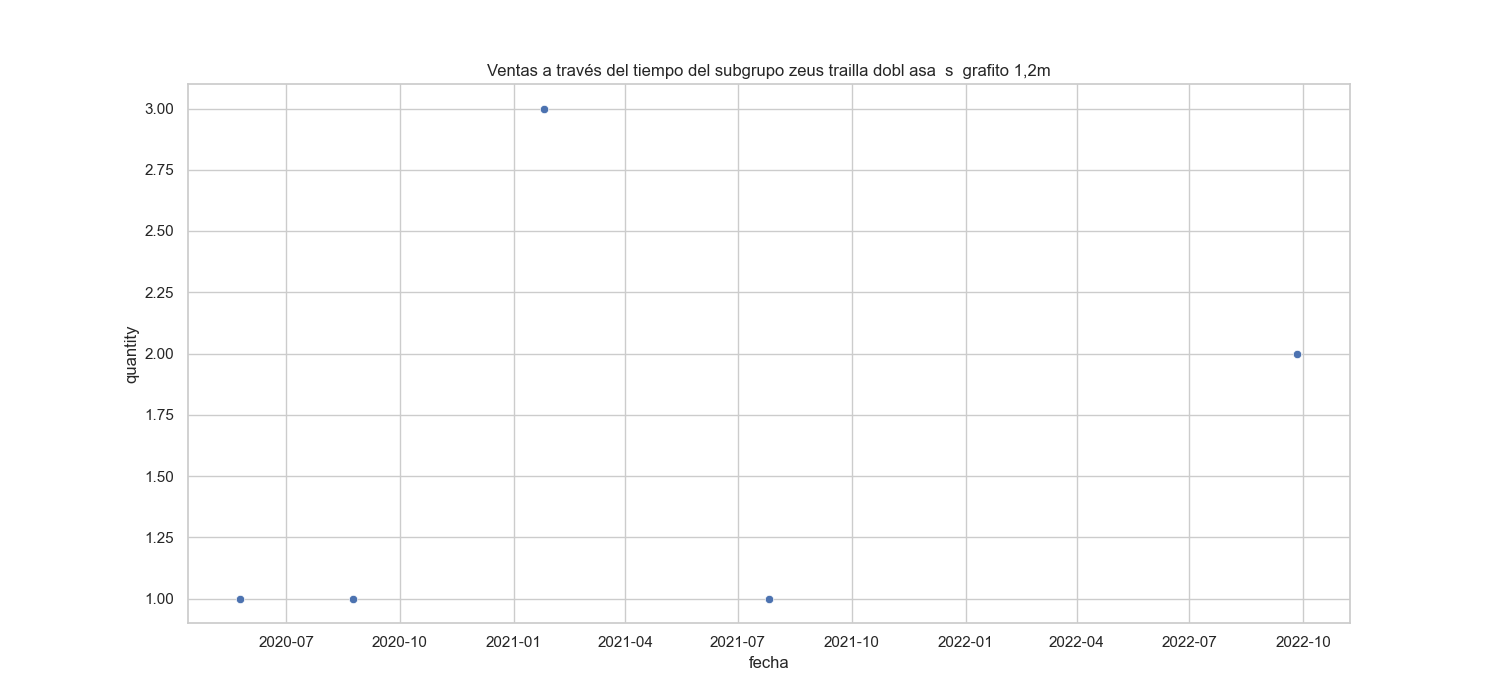 Ventas a través del tiempo del subgrupo zeus trailla dobl asa  s  grafito 1,2m
3.00
2.75
2.50
2.25
2.00
1.75
1.50
1.25
1.00
quantity
2020-07 2020-10 2021-01 2021-04 2021-07 2021-10 2022-01 2022-04 2022-07 2022-10
fecha